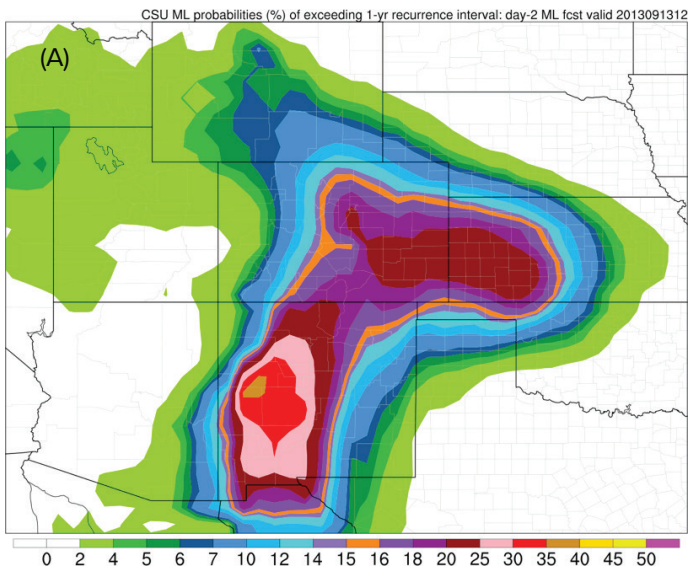 CSU ML probabilities (%) of exceeding 1-yr recurrence interval: day-2 ML fcst valid 2013091312
(A)
0 2 4 5 6 7 10 12 14 15 16 18 20 25 30 35 40 45 50